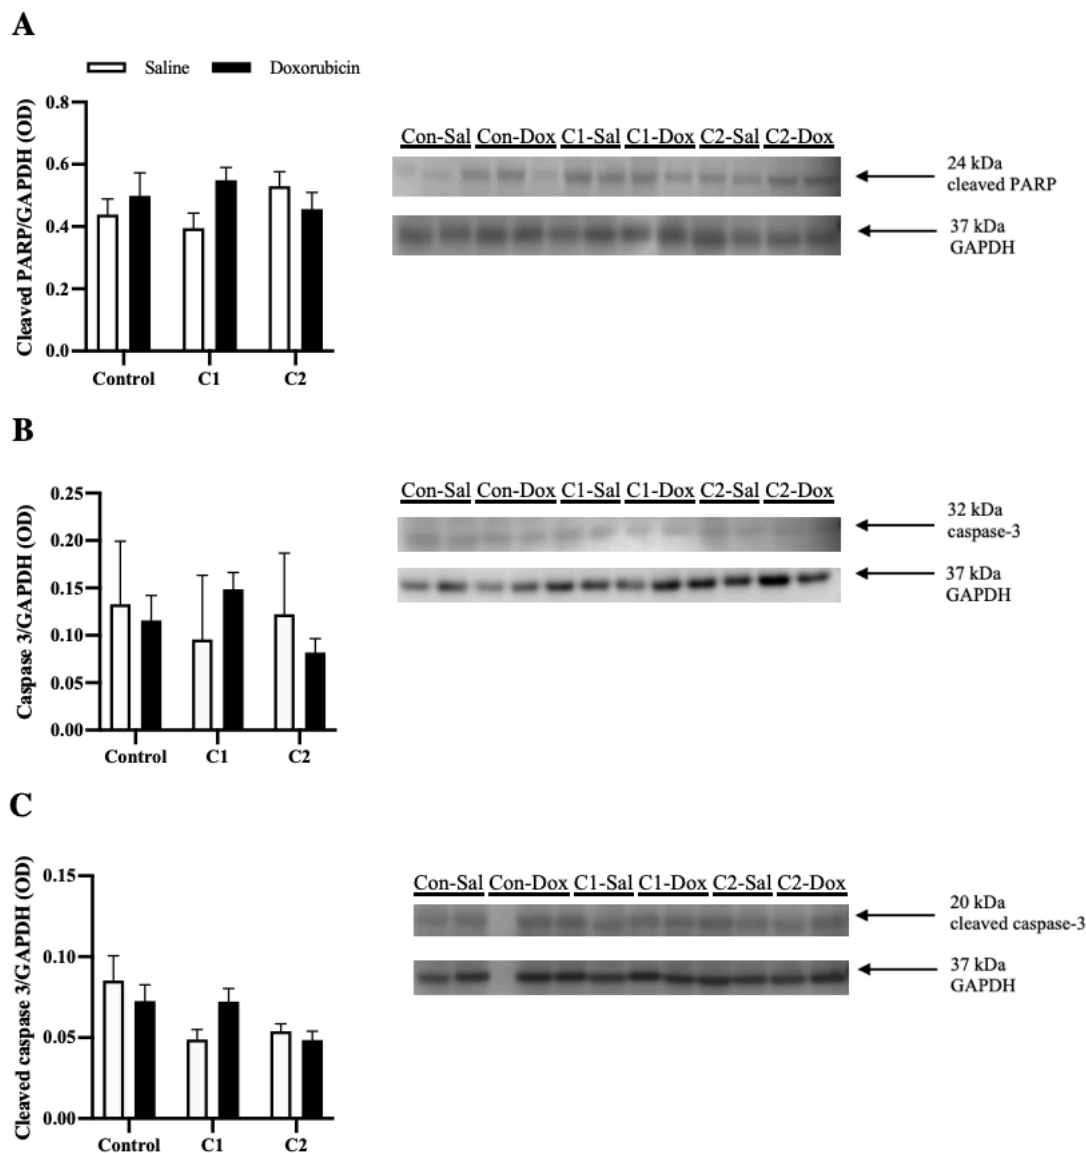 A
Saline Doxorubicin
Cleaved PARP/GAPDH (OD)
0.8
0.6
0.4
0.2
0.0
Control C1 C2
Con-Sal Con-Dox C1-Sal C1-Dox C2-Sal C2-Dox
24 kDa
cleaved PARP
37 kDa
GAPDH
B
Caspase 3/GAPDH (OD)
0.25
0.20
0.15
0.10
0.05
0.00
Control C1 C2
Con-Sal Con-Dox C1-Sal C1-Dox C2-Sal C2-Dox
32 kDa
caspase-3
37 kDa
GAPDH
C
Cleaved caspase 3/GAPDH (OD)
0.15
0.10
0.05
0.00
Control C1 C2
Con-Sal Con-Dox C1-Sal C1-Dox C2-Sal C2-Dox
20 kDa
cleaved caspase-3
37 kDa
GAPDH